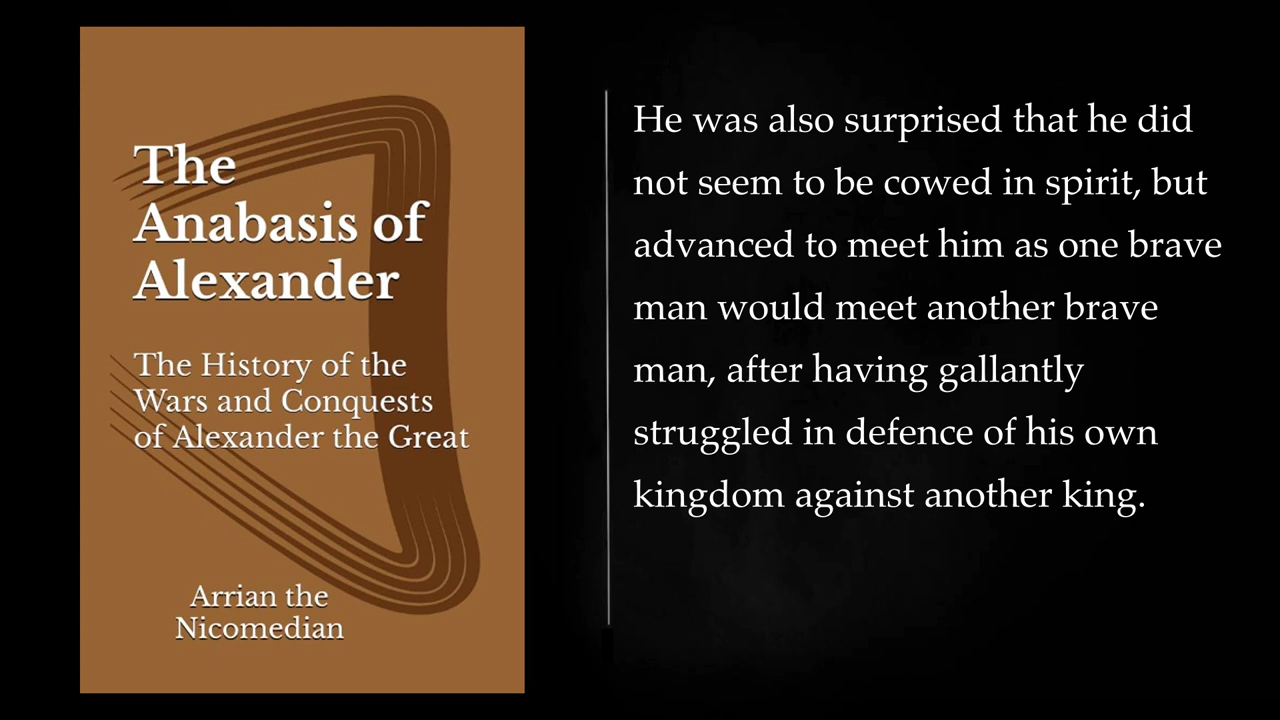 The
Anabasis of
Alexander
The History of the
Wars and Conquests
of Alexander the Great
Arrian the
Nicomedian
He was also surprised that he did
not seem to be cowed in spirit, but
advanced to meet him as one brave
man would meet another brave
man, after having gallantly
struggled in defence of his own
kingdom against another king.